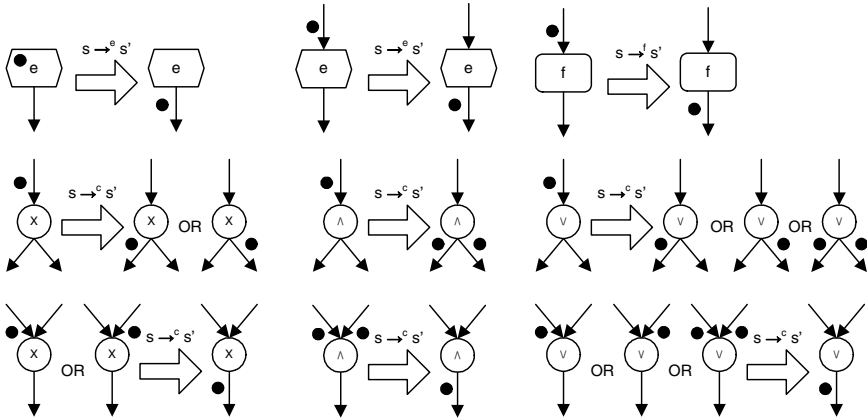 s →e s'
e
e
s →e s'
e
e
s →f s'
f
f
s →c s'
x
x
OR
x
s →c s'
∧
∧
s →c s'
∨
∨
OR
∨
OR
∨
x
OR
x
s →c s'
x
∧
s →c s'
∧
∨
OR
∨
OR
∨
s →c s'
∨